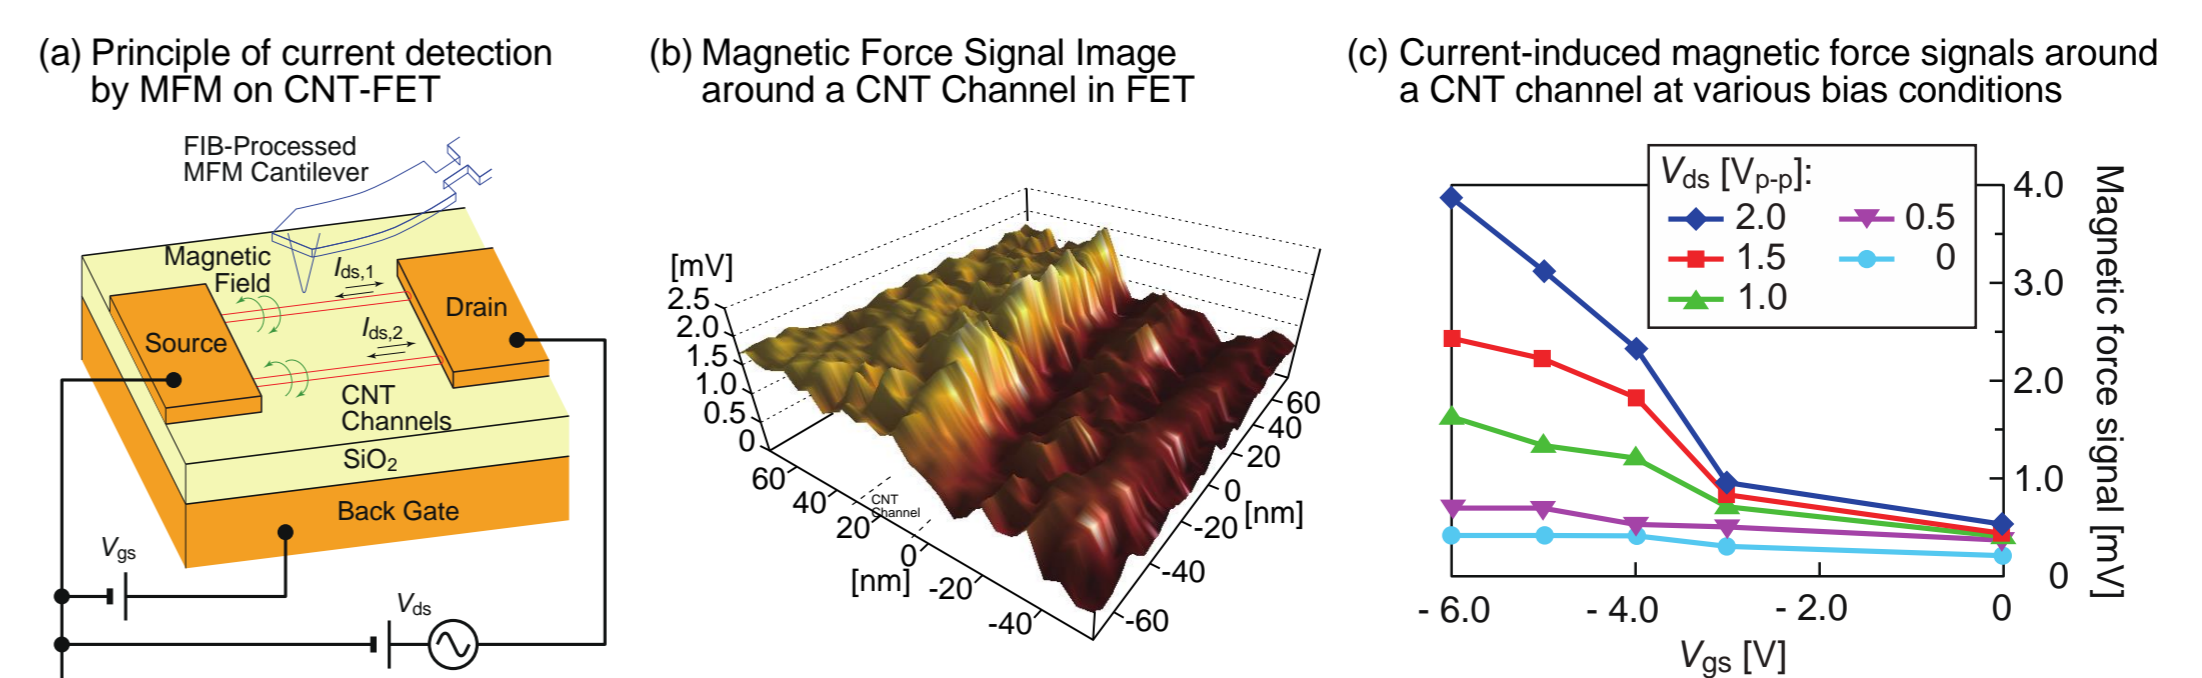 (a) Principle of current detection
by MFM on CNT-FET
FIB-Processed
MFM Cantilever
Magnetic
Field
Ids,1
Drain
Ids,2
Source
CNT
Channels
SiO2
Back Gate
Vgs
Vds
(b) Magnetic Force Signal Image
around a CNT Channel in FET
[mV]
2.5
2.0
1.5
1.0
0.5
0
60
40
20
0
-20
-40
[nm]
CNT
Channel
60
40
20
0
-20
-40
-60
[nm]
(c) Current-induced magnetic force signals around
a CNT channel at various bias conditions
Vds [Vp-p]:
2.0
0.5
1.5
0
1.0
4.0
3.0
2.0
1.0
0
Magnetic force signal [mV]
- 6.0
- 4.0
- 2.0
0
Vgs [V]